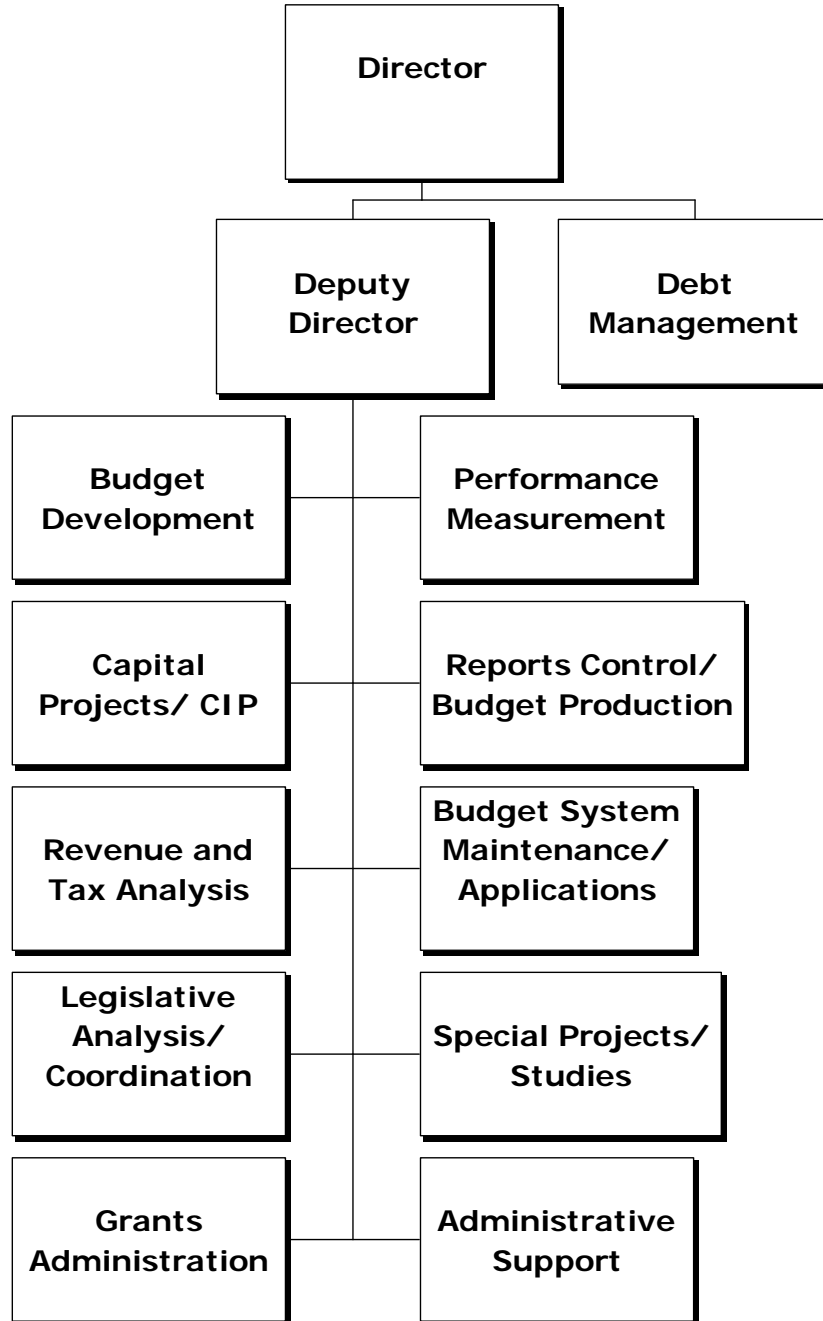 Director
Deputy
Director
Debt
Management
Budget
Development
Performance
Measurement
Capital
Projects/ CIP
Reports Control/
Budget Production
Revenue and
Tax Analysis
Budget System
Maintenance/
Applications
Legislative
Analysis/
Coordination
Special Projects/
Studies
Grants
Administration
Administrative
Support